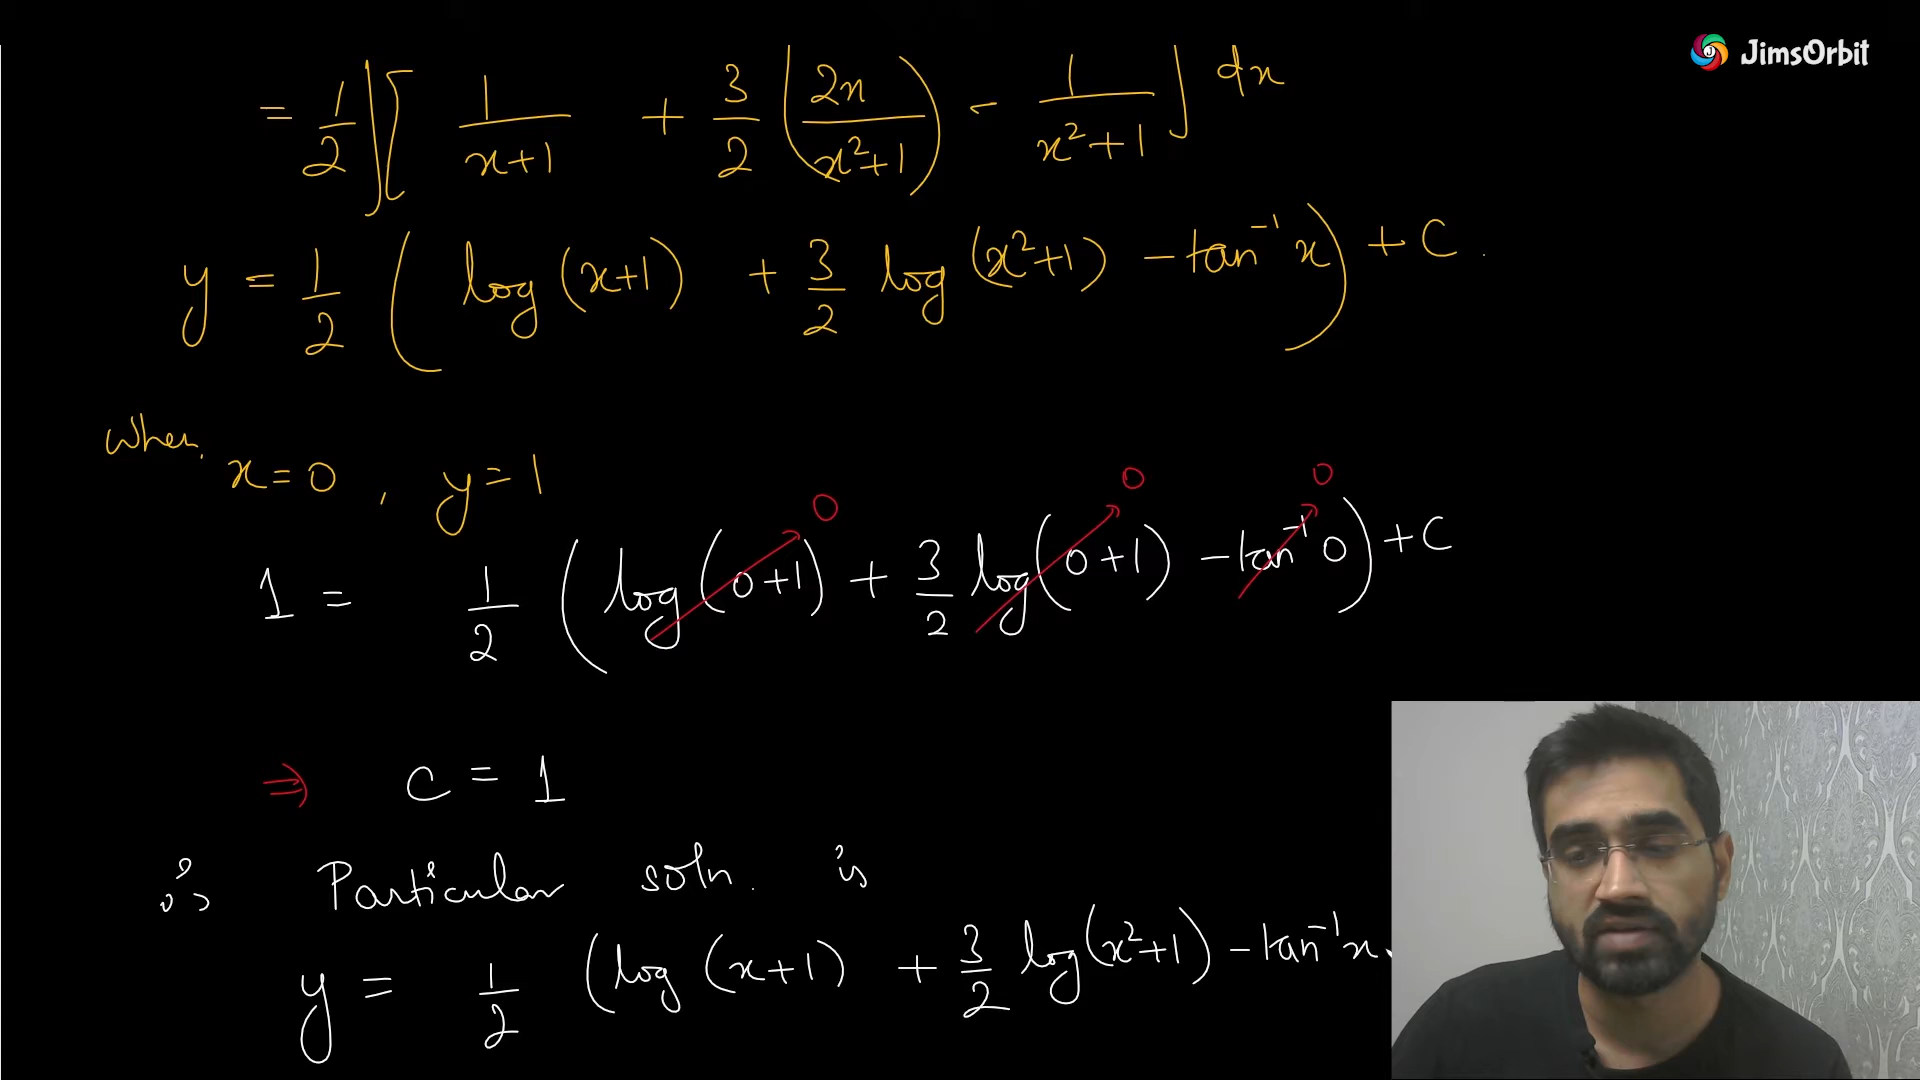 JimsOrbit
= 1/2 ∫ [ 1/(x+1) + 3/2 ( 2x/(x²+1) ) - 1/(x²+1) ] dx
y = 1/2 ( log (x+1) + 3/2 log (x²+1) - tan⁻¹ x ) + C .
When x=0 , y=1
0 0 0
1 = 1/2 ( log (0+1) + 3/2 log (0+1) - tan⁻¹ 0 ) + C
⇒ C = 1
∴ Particular soln. is
y = 1/2 ( log (x+1) + 3/2 log (x²+1) - tan⁻¹ x